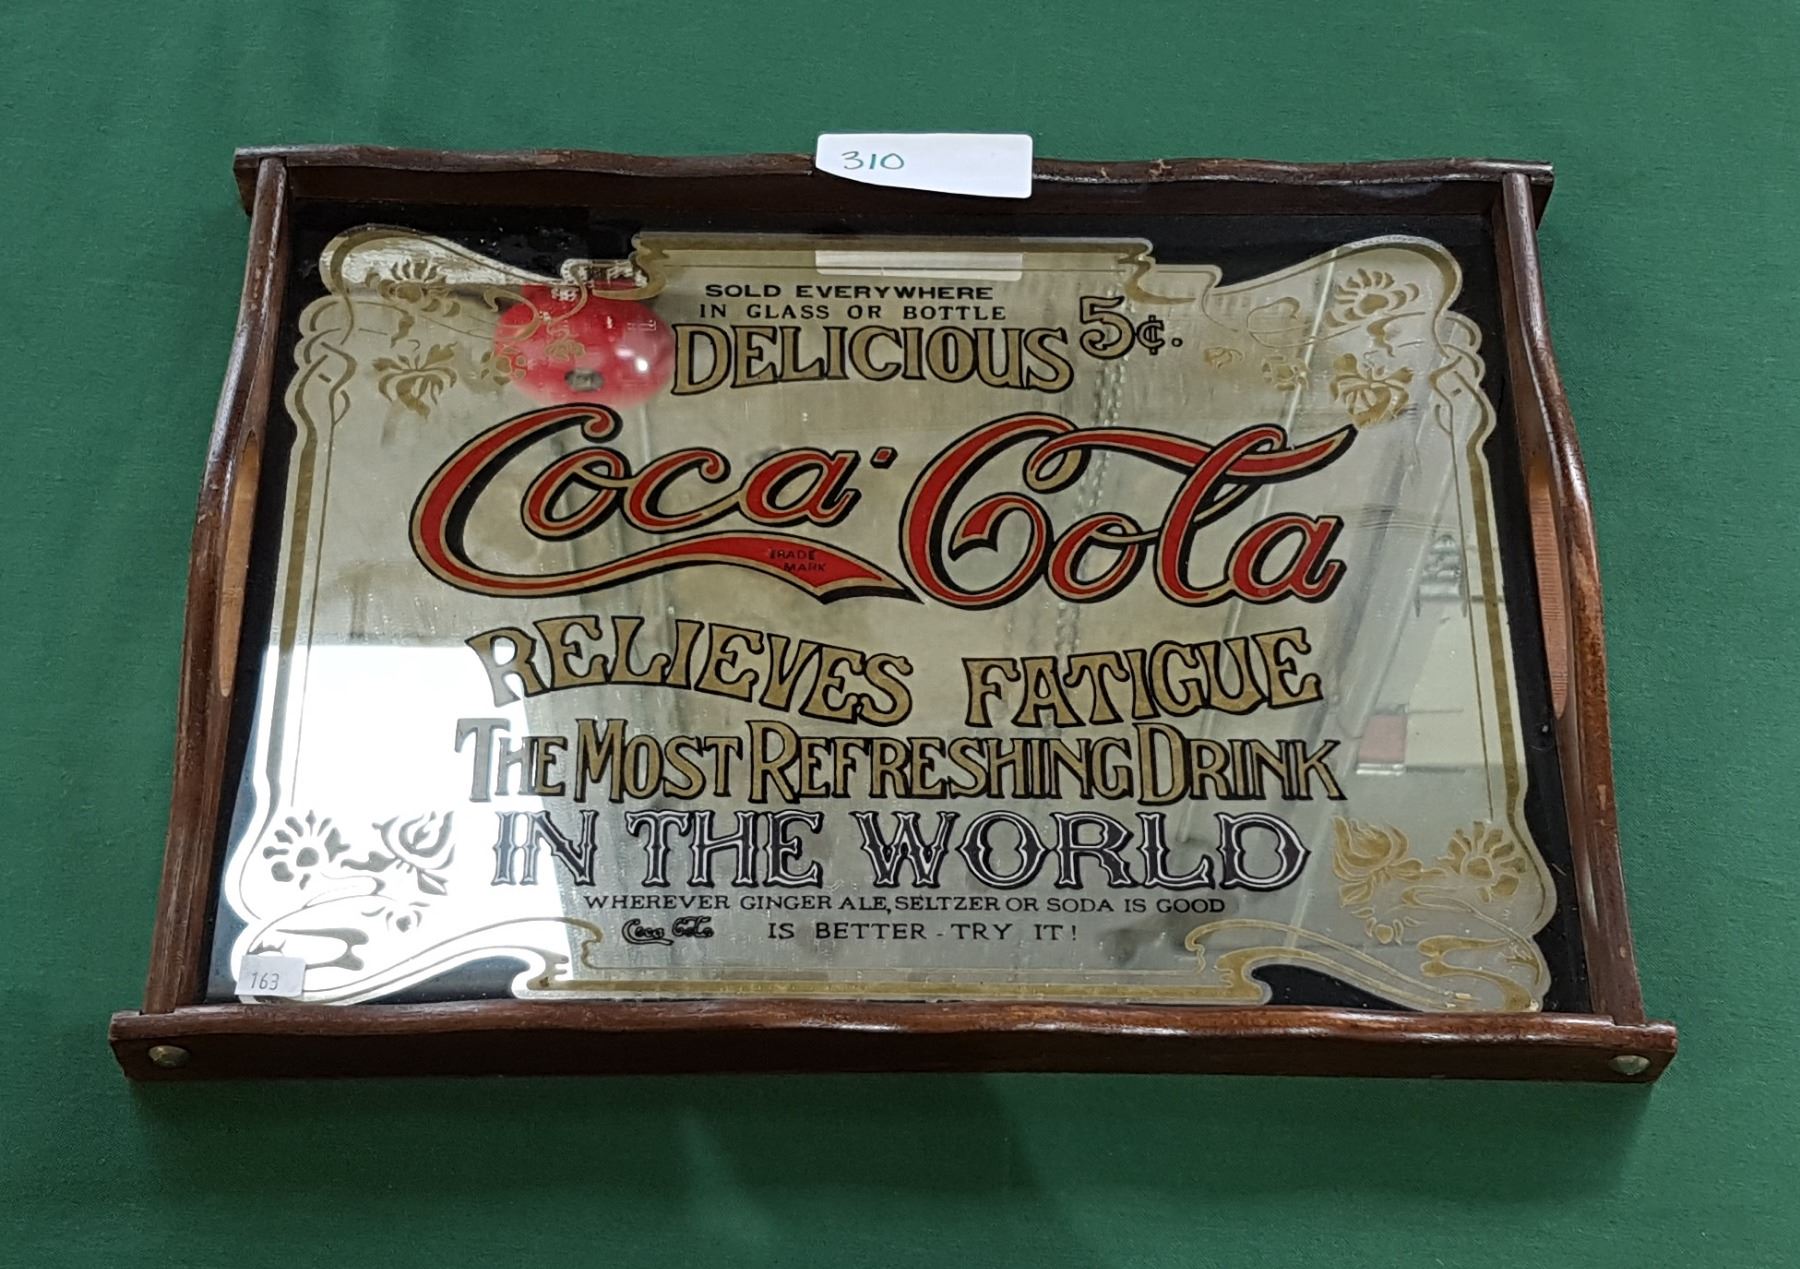 310
SOLD EVERYWHERE
IN GLASS OR BOTTLE
DELICIOUS 5¢.
Coca-Cola
TRADE
MARK
RELIEVES FATIGUE
THE MOST REFRESHING DRINK
IN THE WORLD
WHEREVER GINGER ALE, SELTZER OR SODA IS GOOD
Coca-Cola IS BETTER - TRY IT!
163